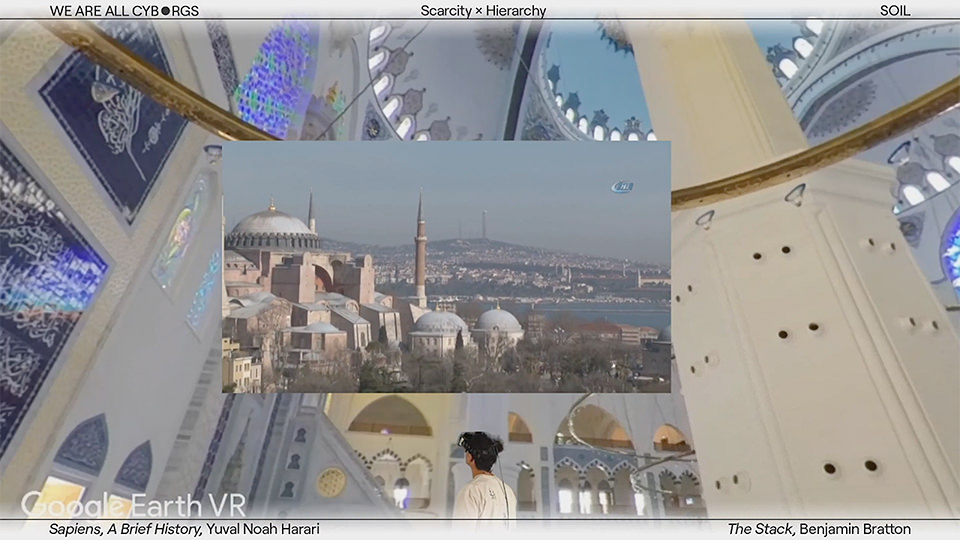 WE ARE ALL CYB●RGS
Scarcity × Hierarchy
SOIL
Google Earth VR
Sapiens, A Brief History, Yuval Noah Harari
The Stack, Benjamin Bratton